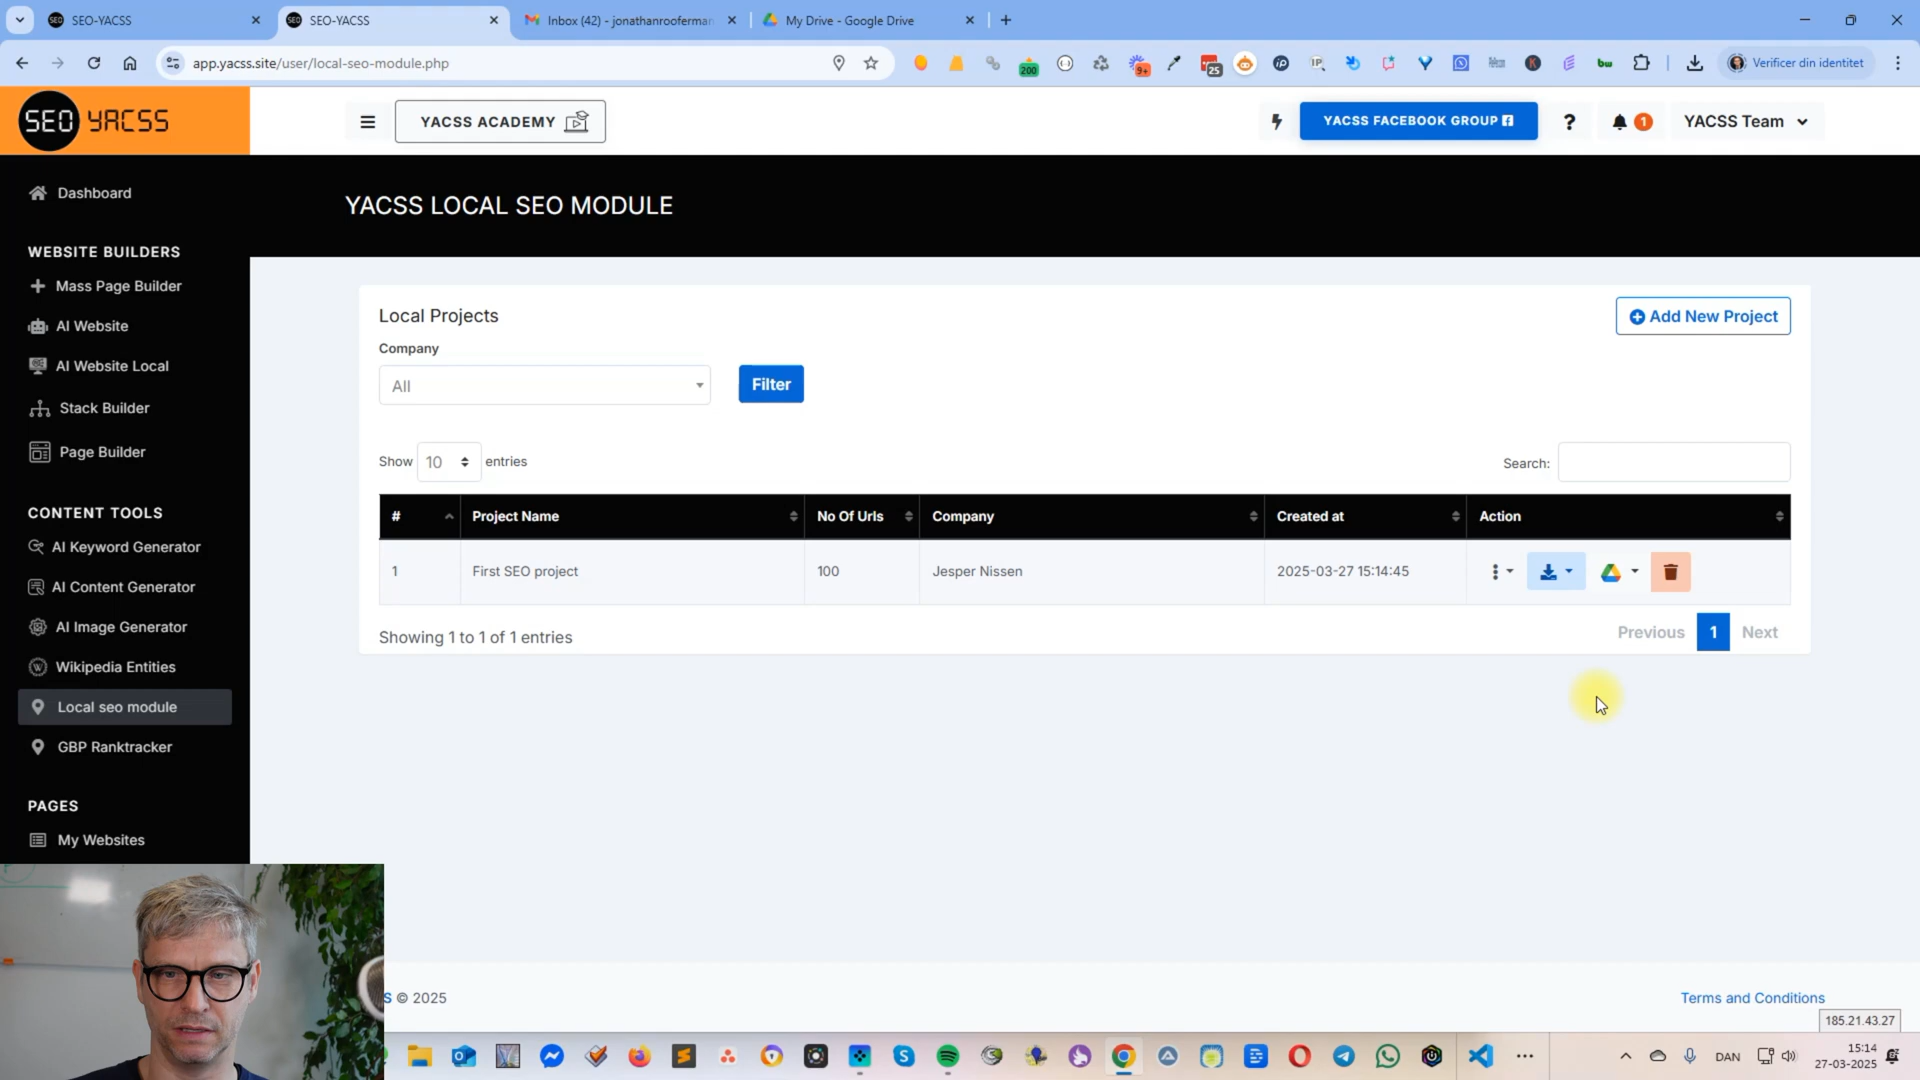 SEO-YACSS
SEO-YACSS
Inbox (42) - jonathanrooferman
My Drive - Google Drive
app.yacss.site/user/local-seo-module.php
200
9+
25
IP
bw
Verificer din identitet
SEO YACSS
YACSS ACADEMY
YACSS FACEBOOK GROUP
?
1
YACSS Team
Dashboard
YACSS LOCAL SEO MODULE
WEBSITE BUILDERS
Mass Page Builder
AI Website
AI Website Local
Stack Builder
Page Builder
CONTENT TOOLS
AI Keyword Generator
AI Content Generator
AI Image Generator
Wikipedia Entities
Local seo module
GBP Ranktracker
PAGES
My Websites
Local Projects
Add New Project
Company
All
Filter
Show 10 entries
Search:
# Project Name No Of Urls Company Created at Action
1 First SEO project 100 Jesper Nissen 2025-03-27 15:14:45
Showing 1 to 1 of 1 entries
Previous 1 Next
S © 2025
Terms and Conditions
185.21.43.27
DAN
15:14
27-03-2025